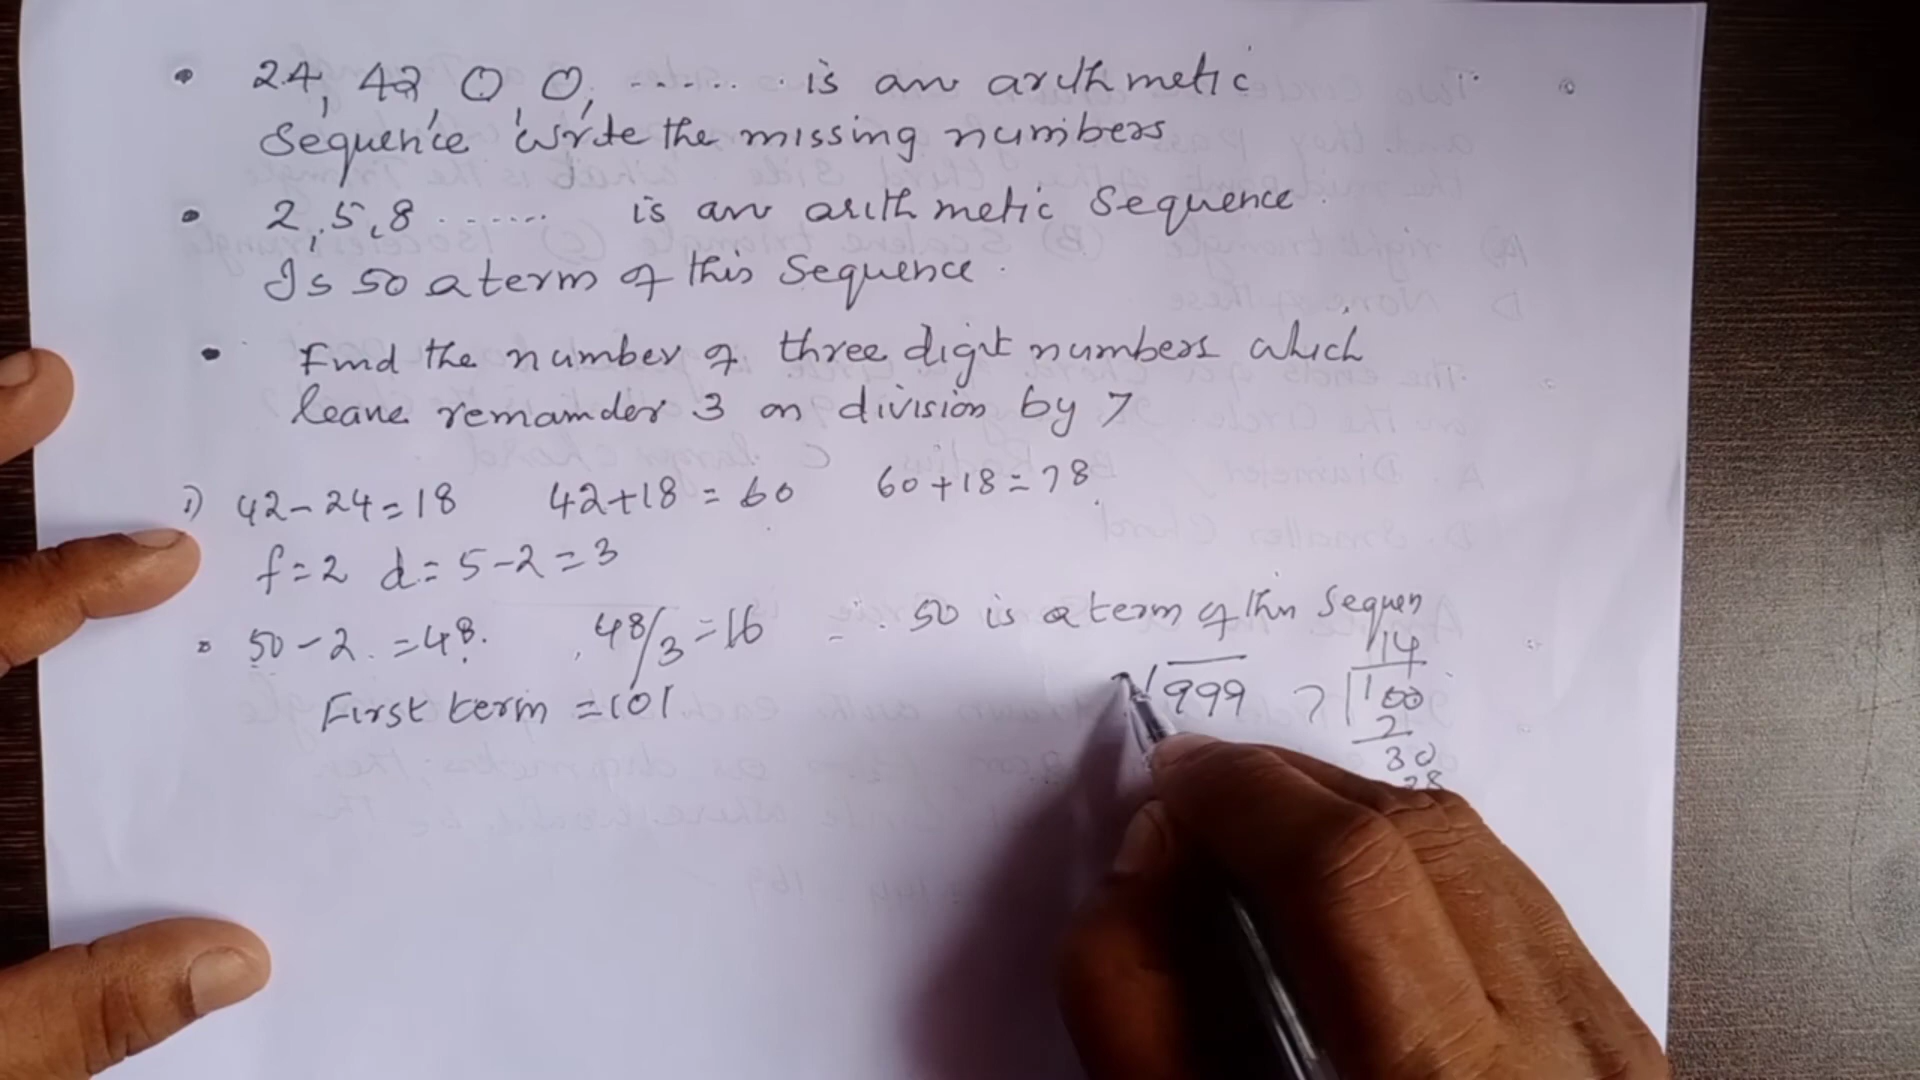 • 24, 42, 0, 0, ...... is an arithmetic
Sequence write the missing numbers
• 2, 5, 8 ...... is an arithmetic Sequence.
Is 50 a term of this Sequence.
• Find the number of three digit numbers which
leave remainder 3 on division by 7
1) 42-24=18 42+18=60 60+18=78
f=2 d=5-2=3
50-2=48. 48/3=16 ∴ 50 is a term of this Sequen
14
First term =101 999 7 100
2
30
28